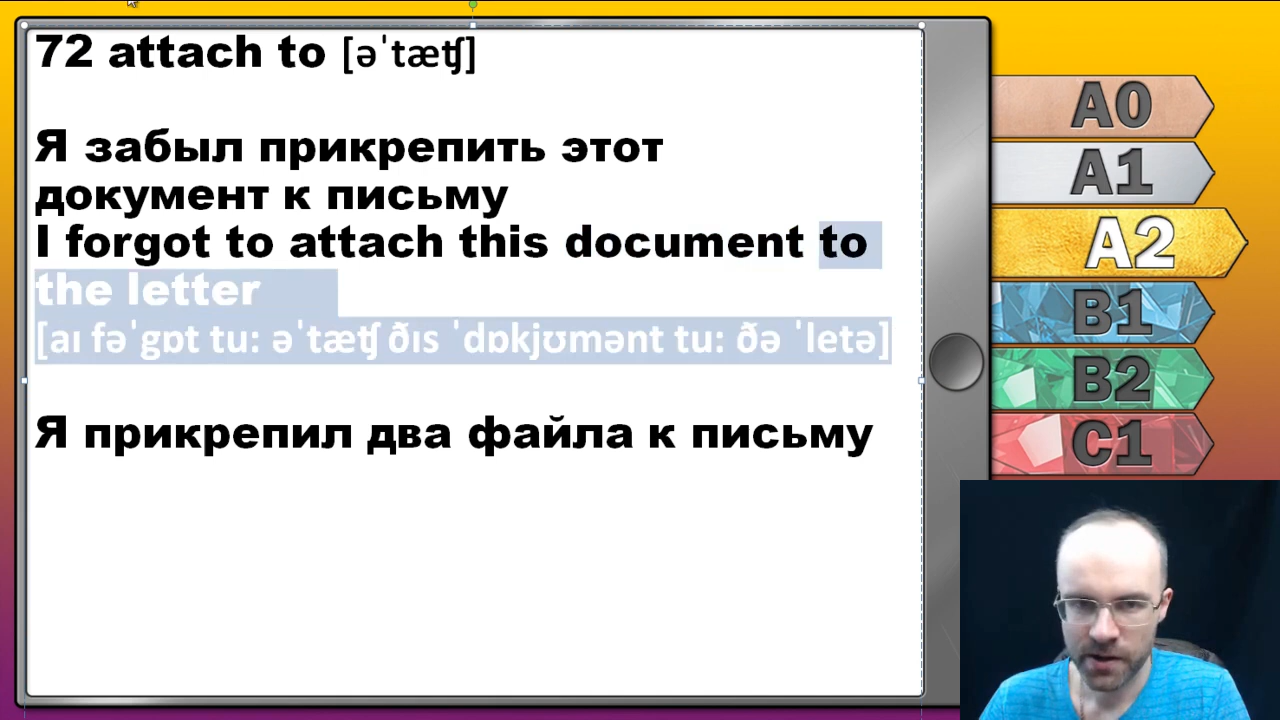 72 attach to [əˈtæʧ]
Я забыл прикрепить этот
документ к письму
I forgot to attach this document to
the letter
[aɪ fəˈgɒt tuː əˈtæʧ ðɪs ˈdɒkjʊmənt tuː ðə ˈletə]
Я прикрепил два файла к письму
A0
A1
A2
B1
B2
C1